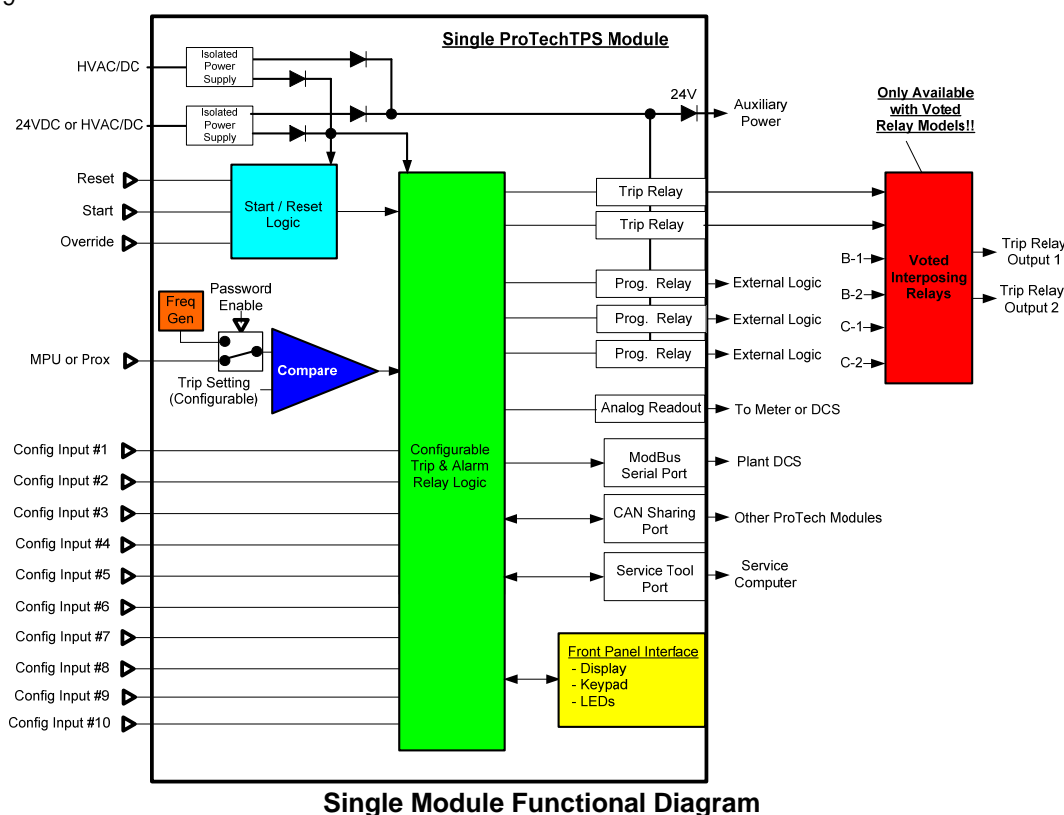 Single ProTechTPS Module
HVAC/DC
Isolated
Power
Supply
24VDC or HVAC/DC
Isolated
Power
Supply
24V
Auxiliary
Power
Only Available
with Voted
Relay Models!!
Reset
Start
Override
Start / Reset
Logic
Trip Relay
Trip Relay
Prog. Relay
External Logic
Prog. Relay
External Logic
Prog. Relay
External Logic
B-1
B-2
C-1
C-2
Voted
Interposing
Relays
Trip Relay
Output 1
Trip Relay
Output 2
Freq
Gen
Password
Enable
MPU or Prox
Trip Setting
(Configurable)
Compare
Analog Readout
To Meter or DCS
Config Input #1
Config Input #2
Config Input #3
Config Input #4
Config Input #5
Config Input #6
Config Input #7
Config Input #8
Config Input #9
Config Input #10
Configurable
Trip & Alarm
Relay Logic
ModBus
Serial Port
Plant DCS
CAN Sharing
Port
Other ProTech Modules
Service Tool
Port
Service
Computer
Front Panel Interface
- Display
- Keypad
- LEDs
Single Module Functional Diagram